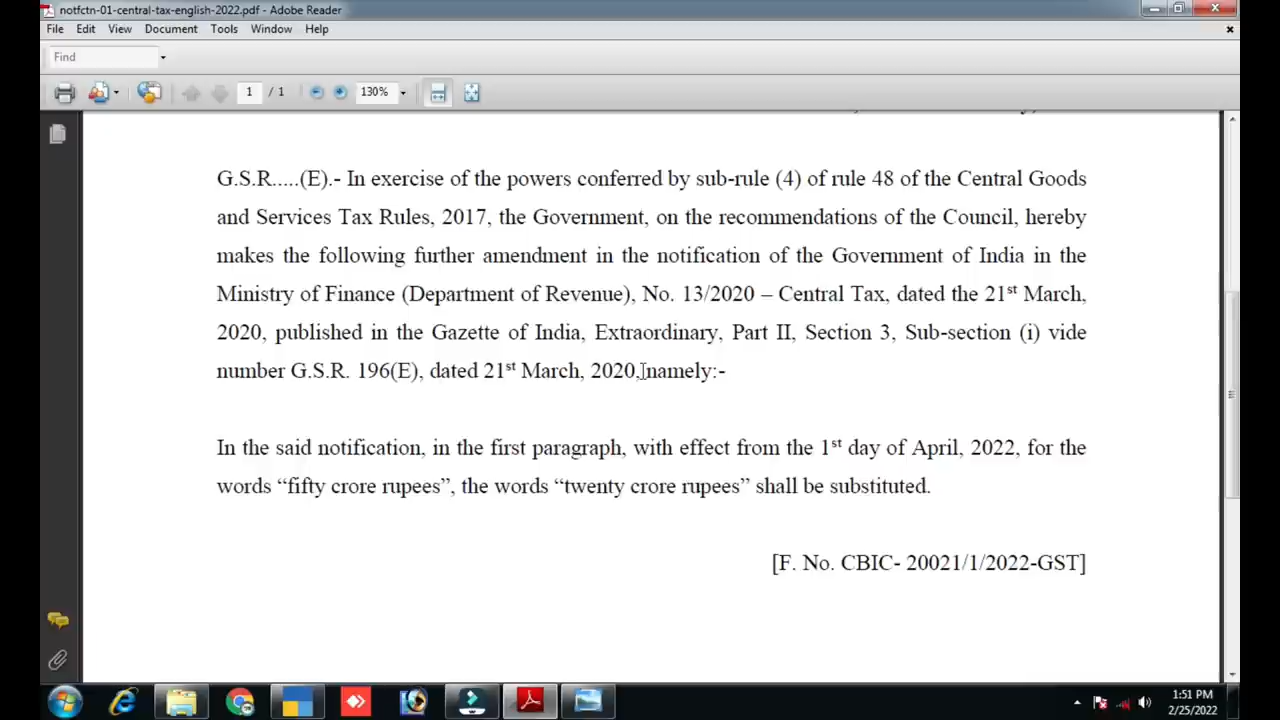 notfctn-01-central-tax-english-2022.pdf - Adobe Reader
File Edit View Document Tools Window Help
Find
1 / 1 130%
G.S.R.....(E).- In exercise of the powers conferred by sub-rule (4) of rule 48 of the Central Goods
and Services Tax Rules, 2017, the Government, on the recommendations of the Council, hereby
makes the following further amendment in the notification of the Government of India in the
Ministry of Finance (Department of Revenue), No. 13/2020 – Central Tax, dated the 21st March,
2020, published in the Gazette of India, Extraordinary, Part II, Section 3, Sub-section (i) vide
number G.S.R. 196(E), dated 21st March, 2020, namely:-
In the said notification, in the first paragraph, with effect from the 1st day of April, 2022, for the
words “fifty crore rupees”, the words “twenty crore rupees” shall be substituted.
[F. No. CBIC- 20021/1/2022-GST]
1:51 PM
2/25/2022